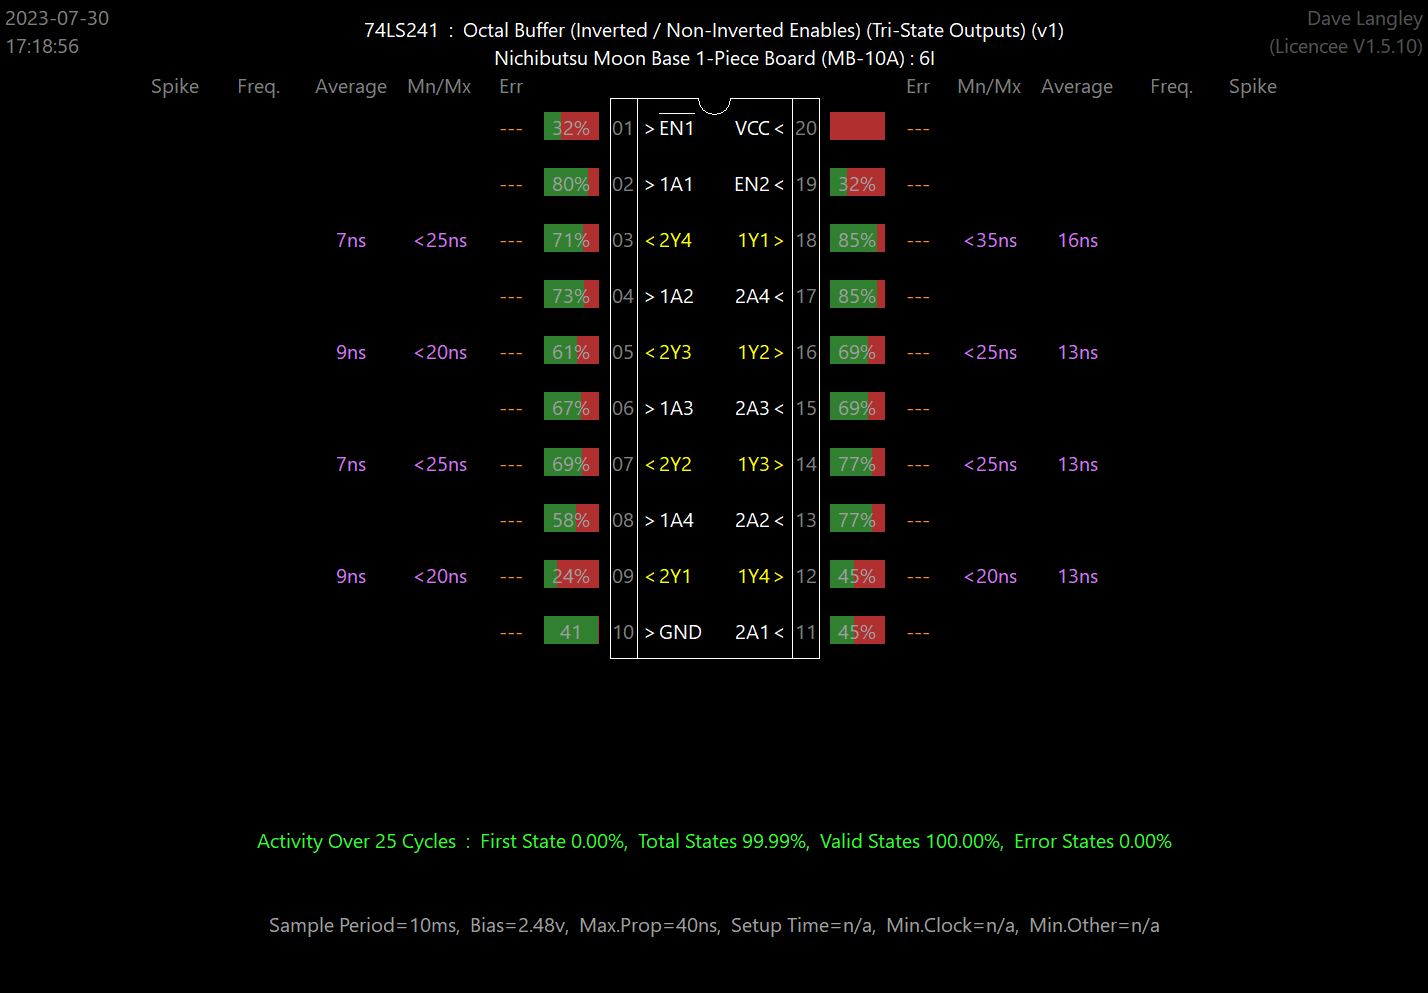 2023-07-30
17:18:56
74LS241 : Octal Buffer (Inverted / Non-Inverted Enables) (Tri-State Outputs) (v1)
Nichibutsu Moon Base 1-Piece Board (MB-10A) : 6I
Dave Langley
(Licencee V1.5.10)
Spike Freq. Average Mn/Mx Err Err Mn/Mx Average Freq. Spike
--- 32% 01 > EN1 VCC < 20 ---
--- 80% 02 > 1A1 EN2 < 19 32% ---
7ns <25ns --- 71% 03 < 2Y4 1Y1 > 18 85% --- <35ns 16ns
--- 73% 04 > 1A2 2A4 < 17 85% ---
9ns <20ns --- 61% 05 < 2Y3 1Y2 > 16 69% --- <25ns 13ns
--- 67% 06 > 1A3 2A3 < 15 69% ---
7ns <25ns --- 69% 07 < 2Y2 1Y3 > 14 77% --- <25ns 13ns
--- 58% 08 > 1A4 2A2 < 13 77% ---
9ns <20ns --- 24% 09 < 2Y1 1Y4 > 12 45% --- <20ns 13ns
--- 41 10 > GND 2A1 < 11 45% ---
Activity Over 25 Cycles : First State 0.00%, Total States 99.99%, Valid States 100.00%, Error States 0.00%
Sample Period=10ms, Bias=2.48v, Max.Prop=40ns, Setup Time=n/a, Min.Clock=n/a, Min.Other=n/a